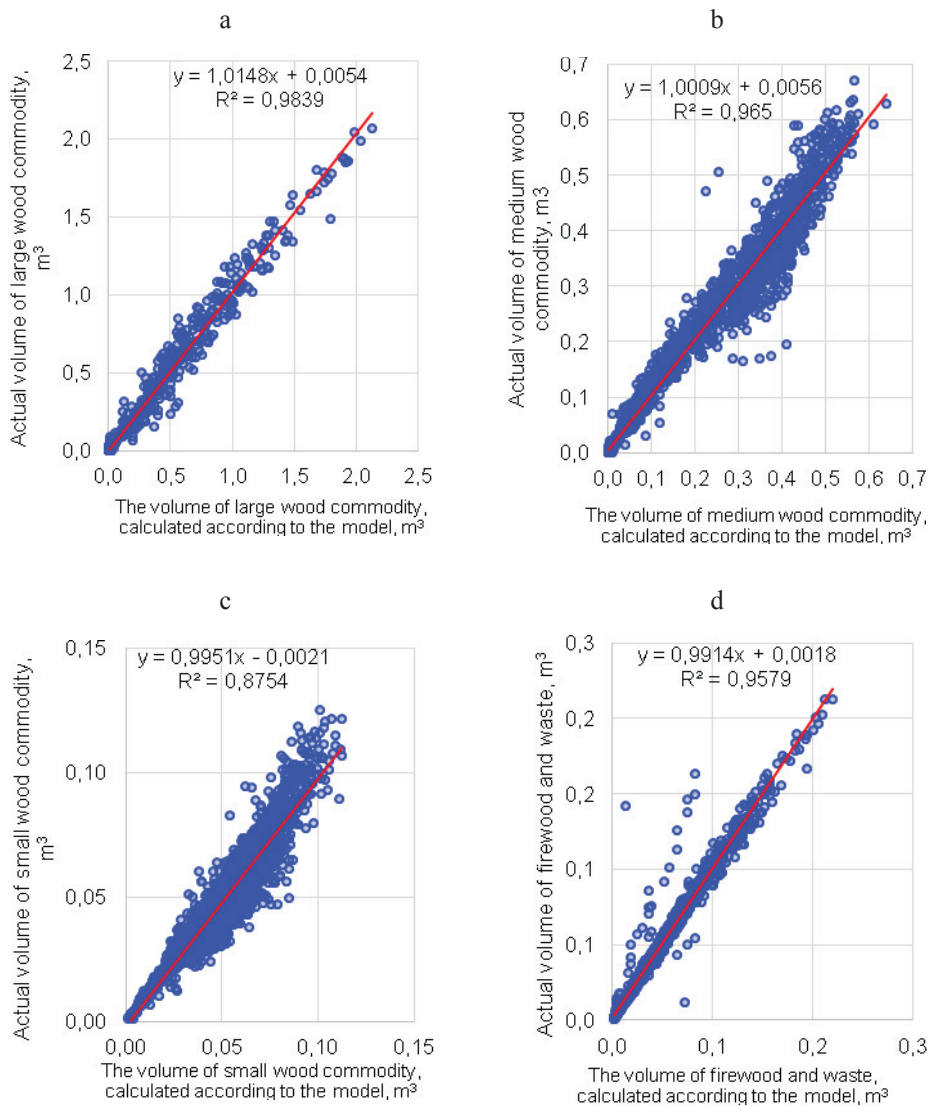 a
y = 1,0148x + 0,0054
R² = 0,9839
Actual volume of large wood commodity,
m³
2,5
2,0
1,5
1,0
0,5
0,0
0,0 0,5 1,0 1,5 2,0 2,5
The volume of large wood commodity,
calculated according to the model, m³
b
y = 1,0009x + 0,0056
R² = 0,965
Actual volume of medium wood
commodity, m3
0,7
0,6
0,5
0,4
0,3
0,2
0,1
0,0
0,0 0,1 0,2 0,3 0,4 0,5 0,6 0,7
The volume of medium wood commodity,
calculated according to the model, m³
c
y = 0,9951x - 0,0021
R² = 0,8754
Actual volume of small wood commodity,
m³
0,15
0,10
0,05
0,00
0,00 0,05 0,10 0,15
The volume of small wood commodity,
calculated according to the model, m³
d
y = 0,9914x + 0,0018
R² = 0,9579
Actual volume of firewood and waste, m³
0,3
0,2
0,2
0,1
0,1
0,0
0,0 0,1 0,2 0,3
The volume of firewood and waste,
calculated according to the model, m³